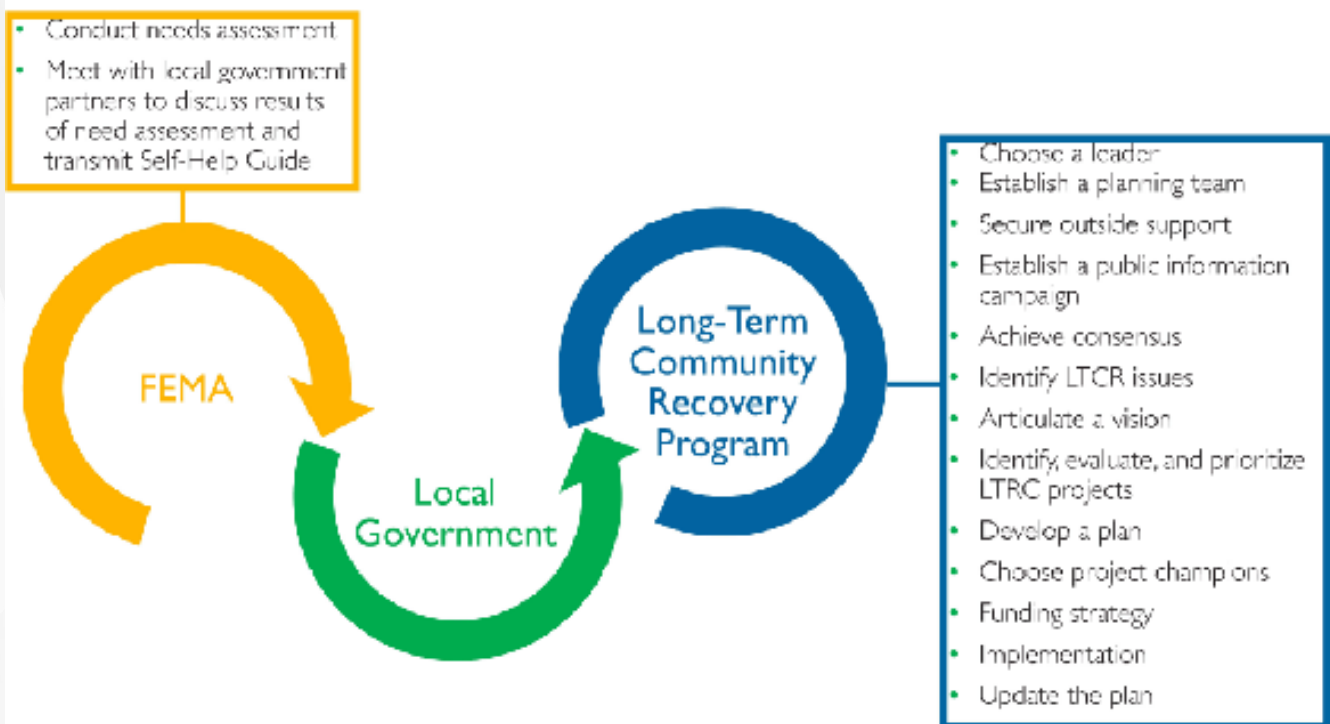 • Conduct needs assessment
• Meet with local government
partners to discuss results
of need assessment and
transmit Self-Help Guide
FEMA
Local
Government
Long-Term
Community
Recovery
Program
• Choose a leader
• Establish a planning team
• Secure outside support
• Establish a public information
campaign
• Achieve consensus
• Identify LTCR issues
• Articulate a vision
• Identify, evaluate, and prioritize
LTRC projects
• Develop a plan
• Choose project champions
• Funding strategy
• Implementation
• Update the plan